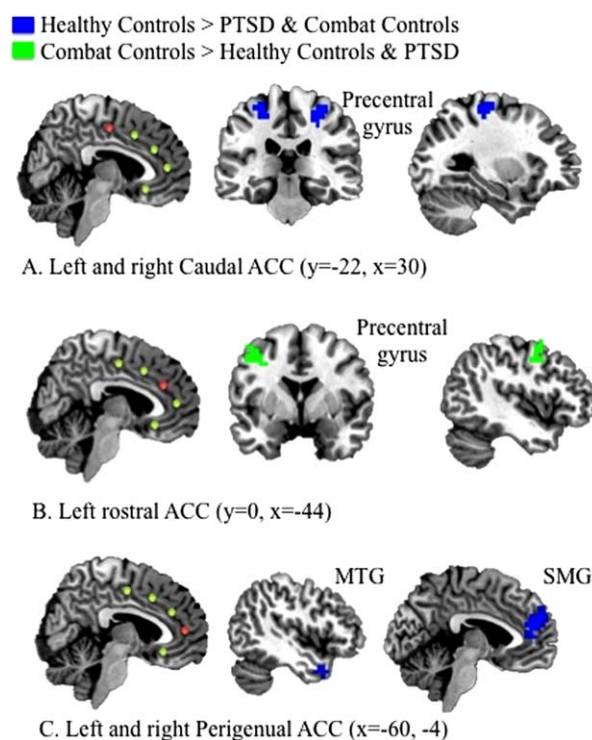 Healthy Controls > PTSD & Combat Controls
Combat Controls > Healthy Controls & PTSD
Precentral
gyrus
A. Left and right Caudal ACC (y=-22, x=30)
Precentral
gyrus
B. Left rostral ACC (y=0, x=-44)
MTG
SMG
C. Left and right Perigenual ACC (x=-60, -4)